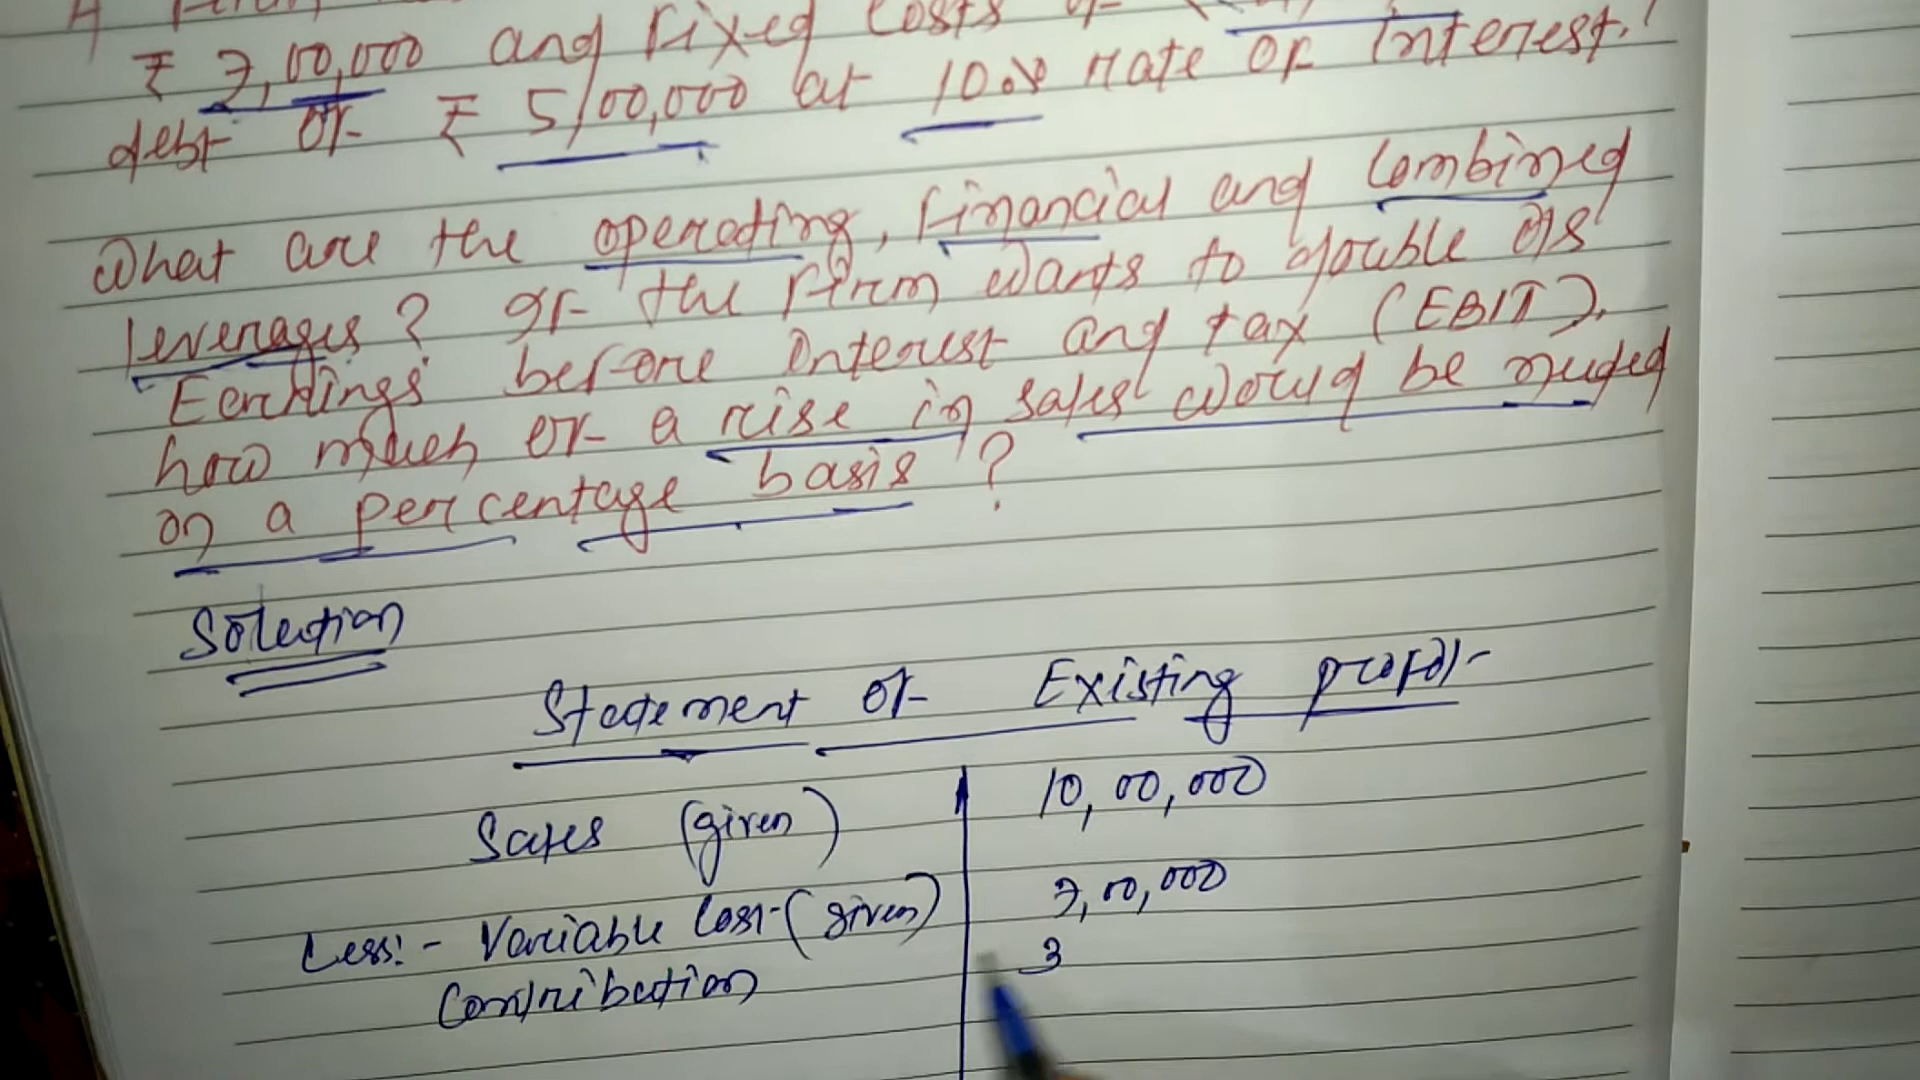 A
₹ 7,00,000 and Fixed Costs of
debt of ₹ 5,00,000 at 10% rate of interest.
What are the operating, Financial and Combined
leverages? If the firm wants to double its
Earnings before interest and tax (EBIT),
how much of a rise in sales would be needed
on a percentage basis?
Solution
Statement of Existing profit
Sales (given) 10,00,000
Less:- Variable Cost (given) 7,00,000
Contribution 3